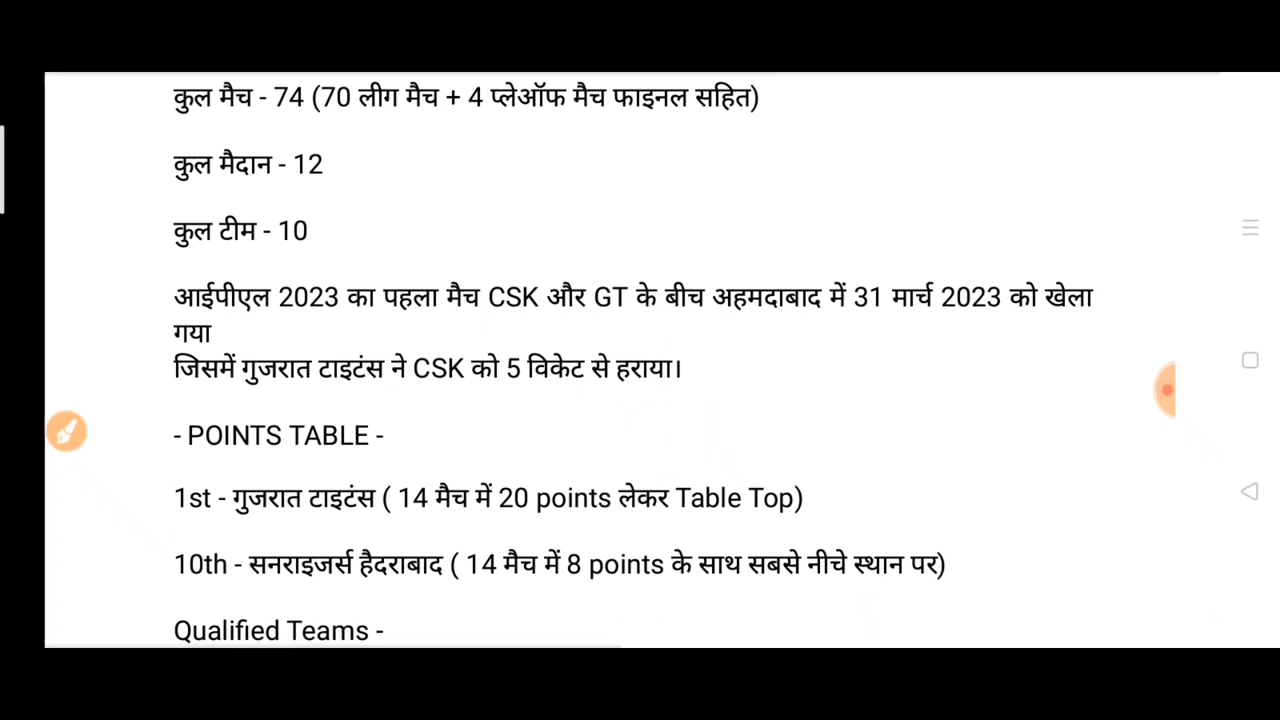 कुल मैच - 74 (70 लीग मैच + 4 प्लेऑफ मैच फाइनल सहित)
कुल मैदान - 12
कुल टीम - 10
आईपीएल 2023 का पहला मैच CSK और GT के बीच अहमदाबाद में 31 मार्च 2023 को खेला
गया
जिसमें गुजरात टाइटंस ने CSK को 5 विकेट से हराया।
- POINTS TABLE -
1st - गुजरात टाइटंस ( 14 मैच में 20 points लेकर Table Top)
10th - सनराइजर्स हैदराबाद ( 14 मैच में 8 points के साथ सबसे नीचे स्थान पर)
Qualified Teams -